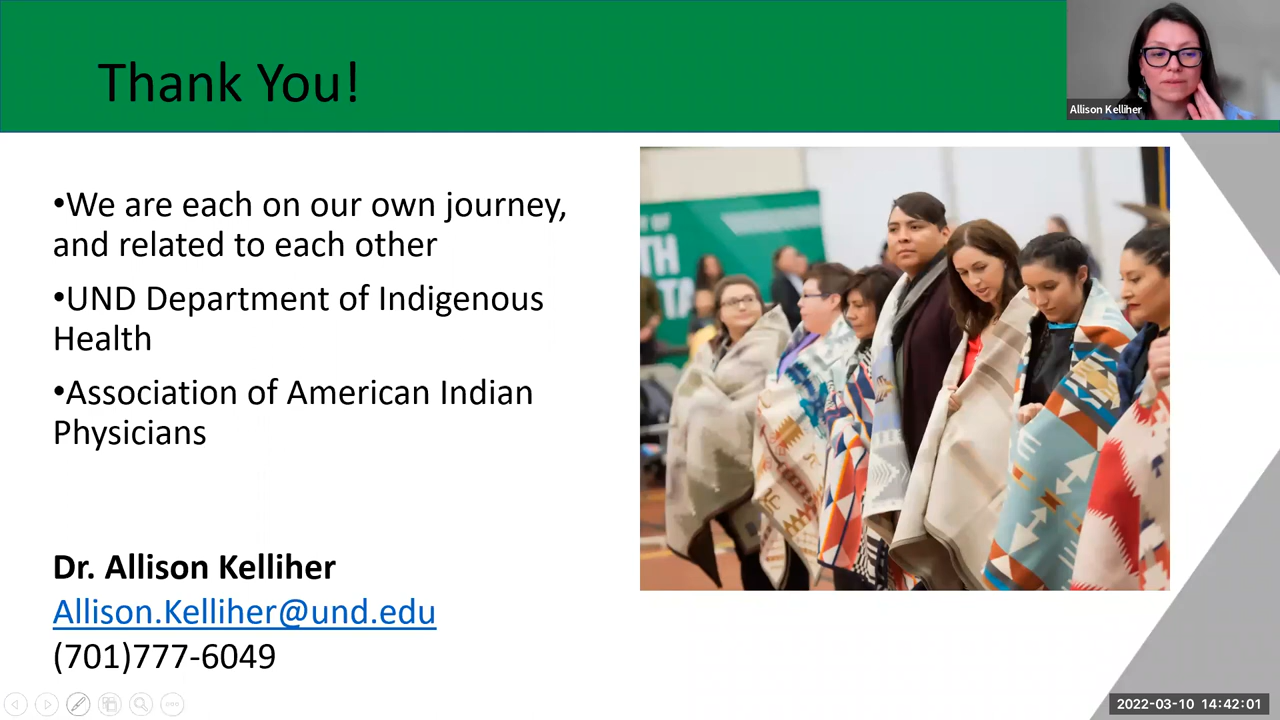 Thank You!
Allison Kelliher
•We are each on our own journey,
and related to each other
•UND Department of Indigenous
Health
•Association of American Indian
Physicians
Dr. Allison Kelliher
Allison.Kelliher@und.edu
(701)777-6049
2022-03-10 14:42:01